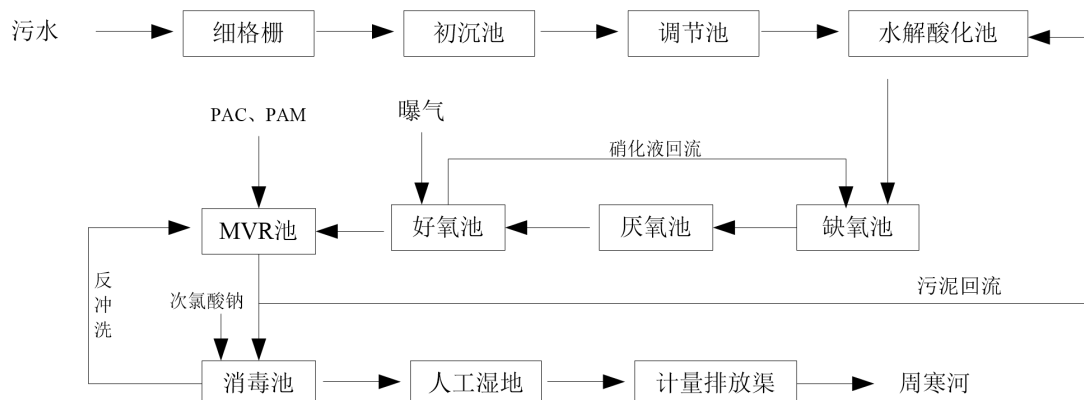 污水
细格栅
初沉池
调节池
水解酸化池
PAC、PAM
曝气
硝化液回流
MVR池
好氧池
厌氧池
缺氧池
反冲洗
次氯酸钠
污泥回流
消毒池
人工湿地
计量排放渠
周寒河